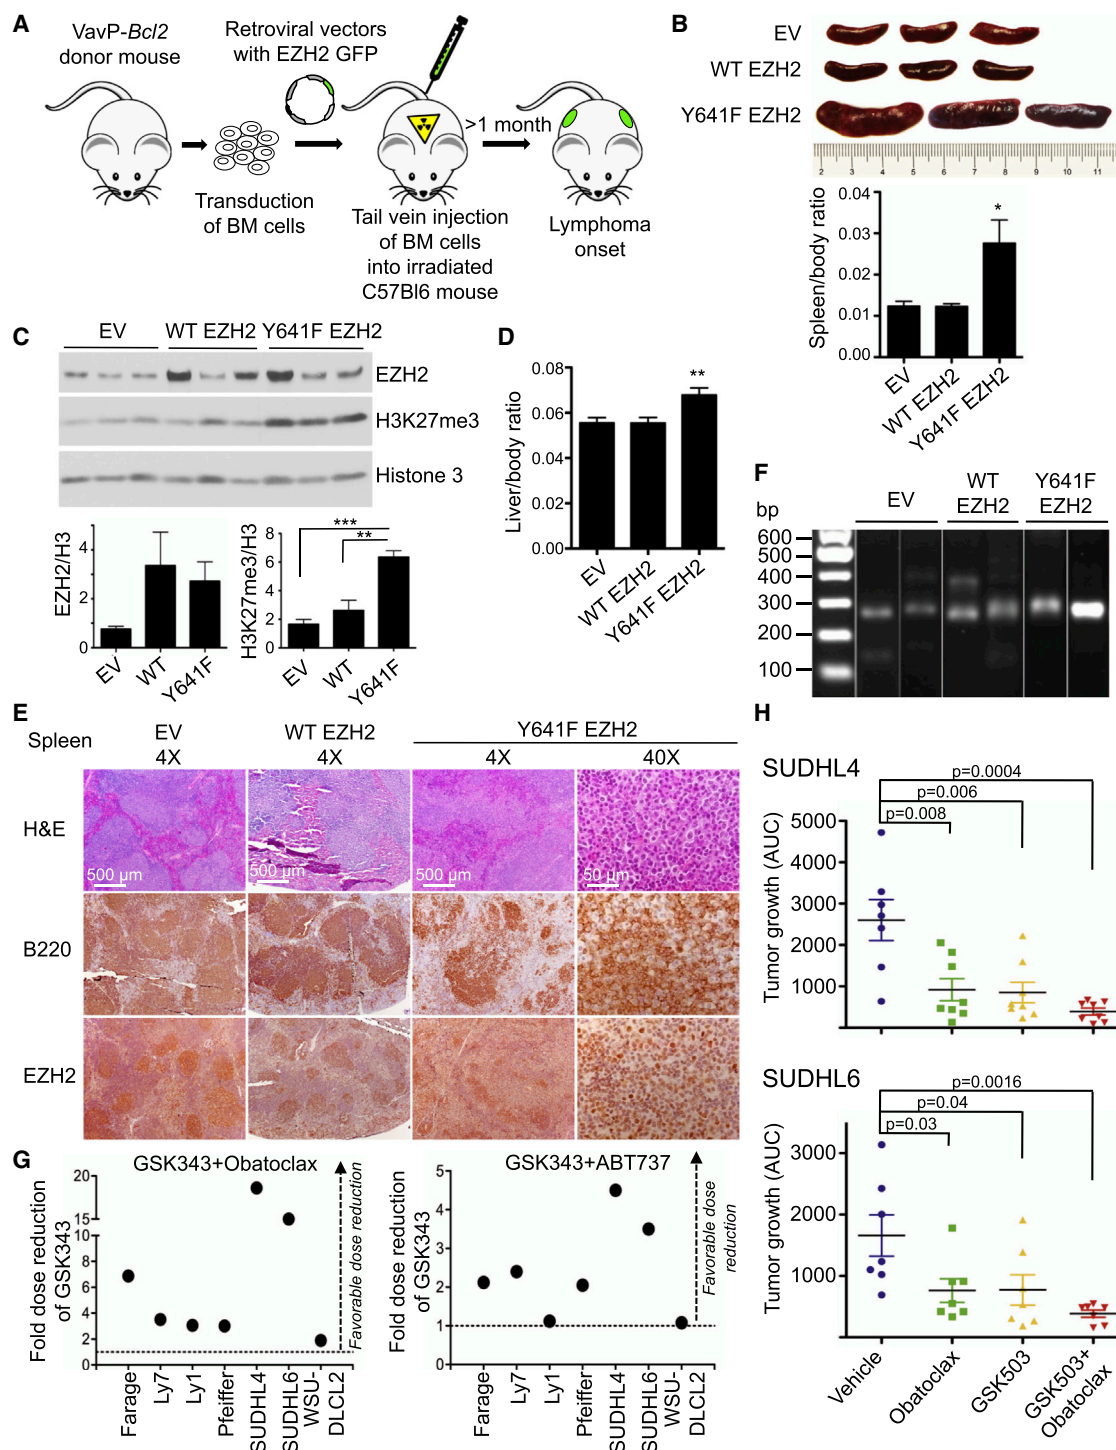 A
VavP-Bcl2
donor mouse
Retroviral vectors
with EZH2 GFP
>1 month
Transduction
of BM cells
Tail vein injection
of BM cells
into irradiated
C57Bl6 mouse
Lymphoma
onset
B
EV
WT EZH2
Y641F EZH2
2 3 4 5 6 7 8 9 10 11
Spleen/body ratio
0.04
0.03
0.02
0.01
0.00
*
EV
WT EZH2
Y641F EZH2
C
EV WT EZH2 Y641F EZH2
EZH2
H3K27me3
Histone 3
EZH2/H3
4
2
0
EV
WT
Y641F
H3K27me3/H3
8
6
4
2
0
***
**
EV
WT
Y641F
D
Liver/body ratio
0.08
0.06
0.04
0.02
0.00
**
EV
WT EZH2
Y641F EZH2
E
Spleen
EV
4X
WT EZH2
4X
Y641F EZH2
4X 40X
H&E
500 µm
500 µm
500 µm
50 µm
B220
EZH2
F
bp
EV
WT
EZH2
Y641F
EZH2
600
500
400
300
200
100
G
GSK343+Obatoclax
Fold dose reduction
of GSK343
20
15
10
8
6
4
2
0
Favorable dose reduction
Farage
Ly7
Ly1
Pfeiffer
SUDHL4
SUDHL6
WSU-
DLCL2
GSK343+ABT737
Fold dose reduction
of GSK343
5
4
3
2
1
0
Favorable dose
reduction
Farage
Ly7
Ly1
Pfeiffer
SUDHL4
SUDHL6
WSU-
DLCL2
H
SUDHL4
p=0.0004
p=0.006
p=0.008
Tumor growth (AUC)
5000
4000
3000
2000
1000
SUDHL6
p=0.0016
p=0.04
p=0.03
Tumor growth (AUC)
3000
2000
1000
Vehicle
Obatoclax
GSK503
GSK503+
Obatoclax